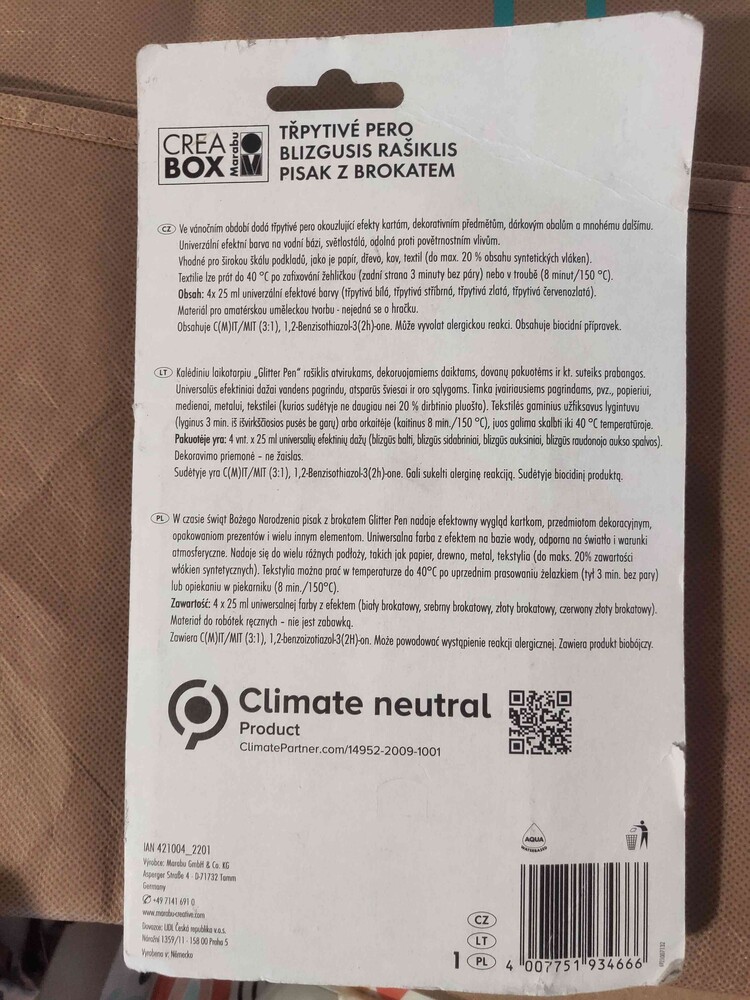 CREA
BOX
Marabu
TŘPYTIVÉ PERO
BLIZGUSIS RAŠIKLIS
PISAK Z BROKATEM
CZ Ve vánočním období dodá třpytivé pero okouzlující efekty kartám, dekorativním předmětům, dárkovým obalům a mnohému dalšímu.
Univerzální efektní barva na vodní bázi, světlostálá, odolná proti povětrnostním vlivům.
Vhodné pro širokou škálu podkladů, jako je papír, dřevo, kov, textil (do max. 20 % obsahu syntetických vláken).
Textilie lze prát do 40 °C po zafixování žehličkou (zadní strana 3 minuty bez páry) nebo v troubě (8 minut/150 °C).
Obsah: 4x 25 ml univerzální efektové barvy (třpytivá bílá, třpytivá stříbrná, třpytivá zlatá, třpytivá červenozlatá).
Materiál pro amatérskou uměleckou tvorbu - nejedná se o hračku.
Obsahuje C(M)IT/MIT (3:1), 1,2-Benzisothiazol-3(2h)-one. Může vyvolat alergickou reakci. Obsahuje biocidní přípravek.
LT Kalėdiniu laikotarpiu „Glitter Pen“ rašiklis atvirukams, dekoruojamiems daiktams, dovanų pakuotėms ir kt. suteiks prabangos.
Universalūs efektiniai dažai vandens pagrindu, atsparūs šviesai ir oro sąlygoms. Tinka įvairiausiems pagrindams, pvz., popieriui,
medienai, metalui, tekstilei (kurios sudėtyje ne daugiau nei 20 % dirbtinio pluošto). Tekstilės gaminius užfiksavus lygintuvu
(lyginus 3 min. iš išvirkščiosios pusės be garų) arba orkaitėje (kaitinus 8 min./150 °C), juos galima skalbti iki 40 °C temperatūroje.
Pakuotėje yra: 4 vnt. x 25 ml universalių efektinių dažų (blizgūs balti, blizgūs sidabriniai, blizgūs auksiniai, blizgūs raudonojo aukso spalvos).
Dekoravimo priemonė – ne žaislas.
Sudėtyje yra C(M)IT/MIT (3:1), 1,2-Benzisothiazol-3(2h)-one. Gali sukelti alerginę reakciją. Sudėtyje biocidinį produktą.
PL W czasie świąt Bożego Narodzenia pisak z brokatem Glitter Pen nadaje efektowny wygląd kartkom, przedmiotom dekoracyjnym,
opakowaniom prezentów i wielu innym elementom. Uniwersalna farba z efektem na bazie wody, odporna na światło i warunki
atmosferyczne. Nadaje się do wielu różnych podłoży, takich jak papier, drewno, metal, tekstylia (do maks. 20% zawartości
włókien syntetycznych). Tekstylia można prać w temperaturze do 40°C po uprzednim prasowaniu żelazkiem (tył 3 min. bez pary)
lub opiekaniu w piekarniku (8 min./150°C).
Zawartość: 4 x 25 ml uniwersalnej farby z efektem (biały brokatowy, srebrny brokatowy, złoty brokatowy, czerwony złoty brokatowy).
Materiał do robótek ręcznych – nie jest zabawką.
Zawiera C(M)IT/MIT (3:1), 1,2-benzoizotiazol-3(2H)-on. Może powodować wystąpienie reakcji alergicznej. Zawiera produkt biobójczy.
Climate neutral
Product
ClimatePartner.com/14952-2009-1001
IAN 421004_2201
Výrobce: Marabu GmbH & Co. KG
Asperger Straße 4 · D-71732 Tamm
Germany
+49 7141 691 0
www.marabu-creative.com
Dovozce: LIDL Česká republika v.o.s.
Nárožní 1359/11 - 158 00 Praha 5
Vyrobeno v: Německo
AQUA
WATERBASED
CZ
LT
1 PL
4 007751 934666